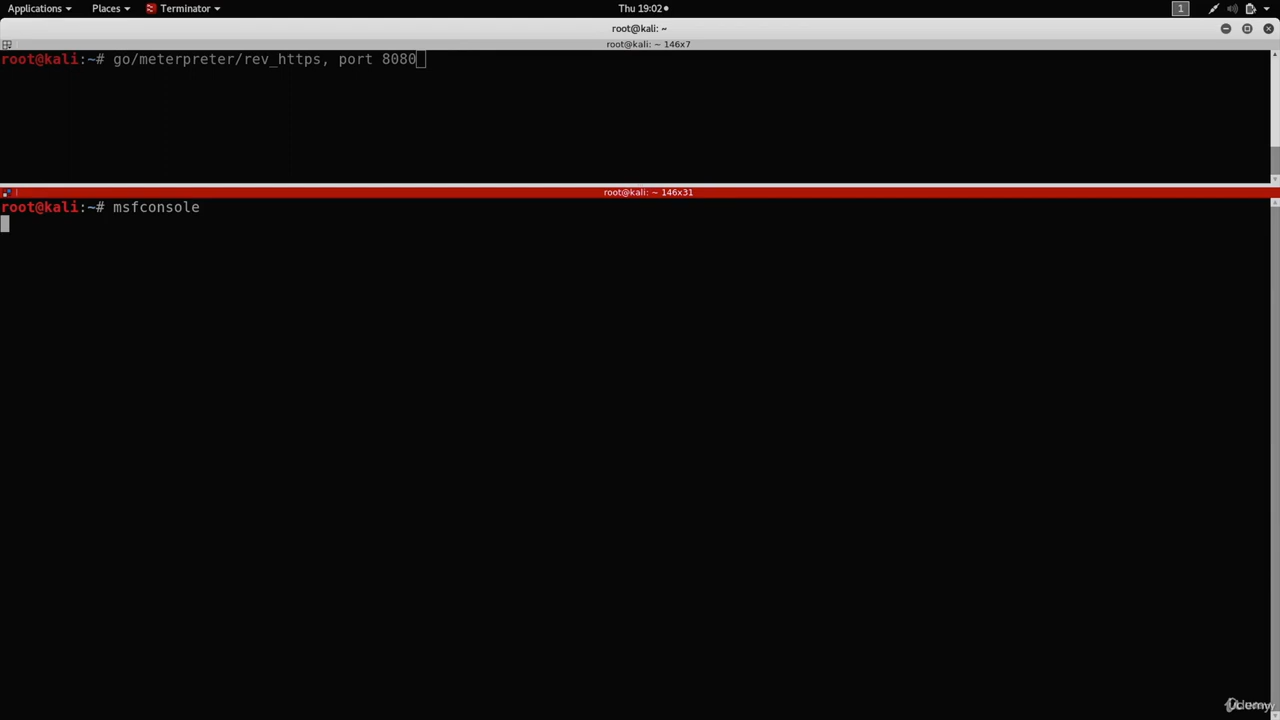 Applications Places Terminator Thu 19:02 1
root@kali: ~
root@kali: ~ 146x7
root@kali:~# go/meterpreter/rev_https, port 8080
root@kali: ~ 146x31
root@kali:~# msfconsole
Udemy